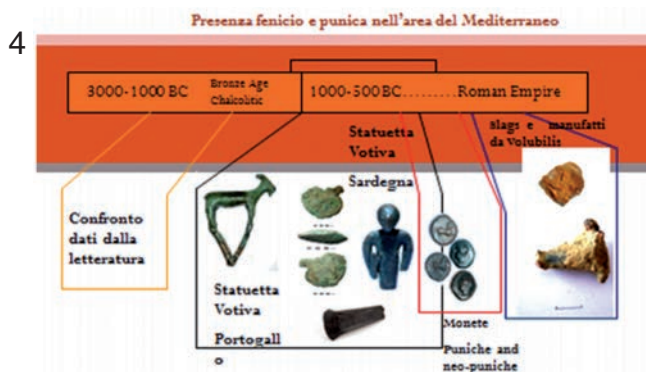 4
Presenza fenicio e punica nell'area del Mediterraneo
3000-1000 BC
Bronze Age
Chalcolitic
1000-500 BC.........Roman Empire
Blags e manufatti
da Volubilis
Statuetta
Votiva
Sardegna
Confronto
dati dalla
letteratura
Statuetta
Votiva
Portogall
o
Monete
Puniche and
neo-puniche